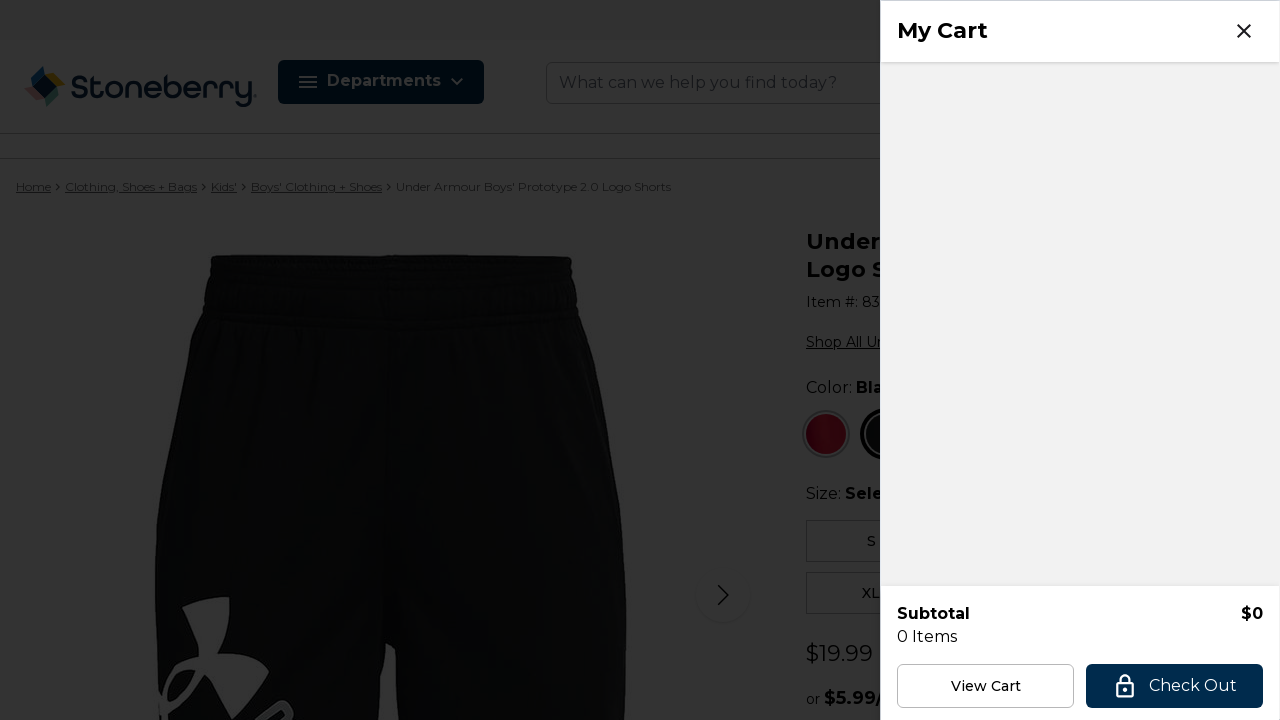 My Cart
Stoneberry
Departments
What can we help you find today?
Home > Clothing, Shoes + Bags > Kids' > Boys' Clothing + Shoes > Under Armour Boys' Prototype 2.0 Logo Shorts
Under
Logo S
Item #: 83
Shop All Un
Color: Bla
Size: Sele
S
XL
$19.99
or $5.99/
Subtotal $0
0 Items
View Cart
Check Out